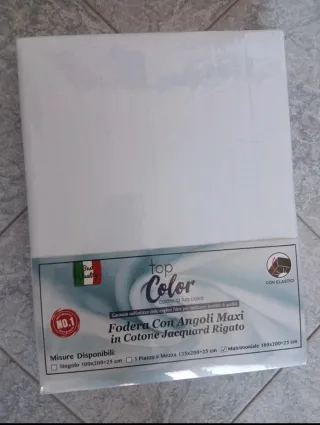 top
Color
CON ELASTICI
NO.1
Fodera Con Angoli Maxi
in Cotone Jacquard Rigato
Misure Disponibili:
Singolo 100x200+25 cm 1 Piazza e Mezza 125x200+25 cm Matrimoniale 180x200+25 cm